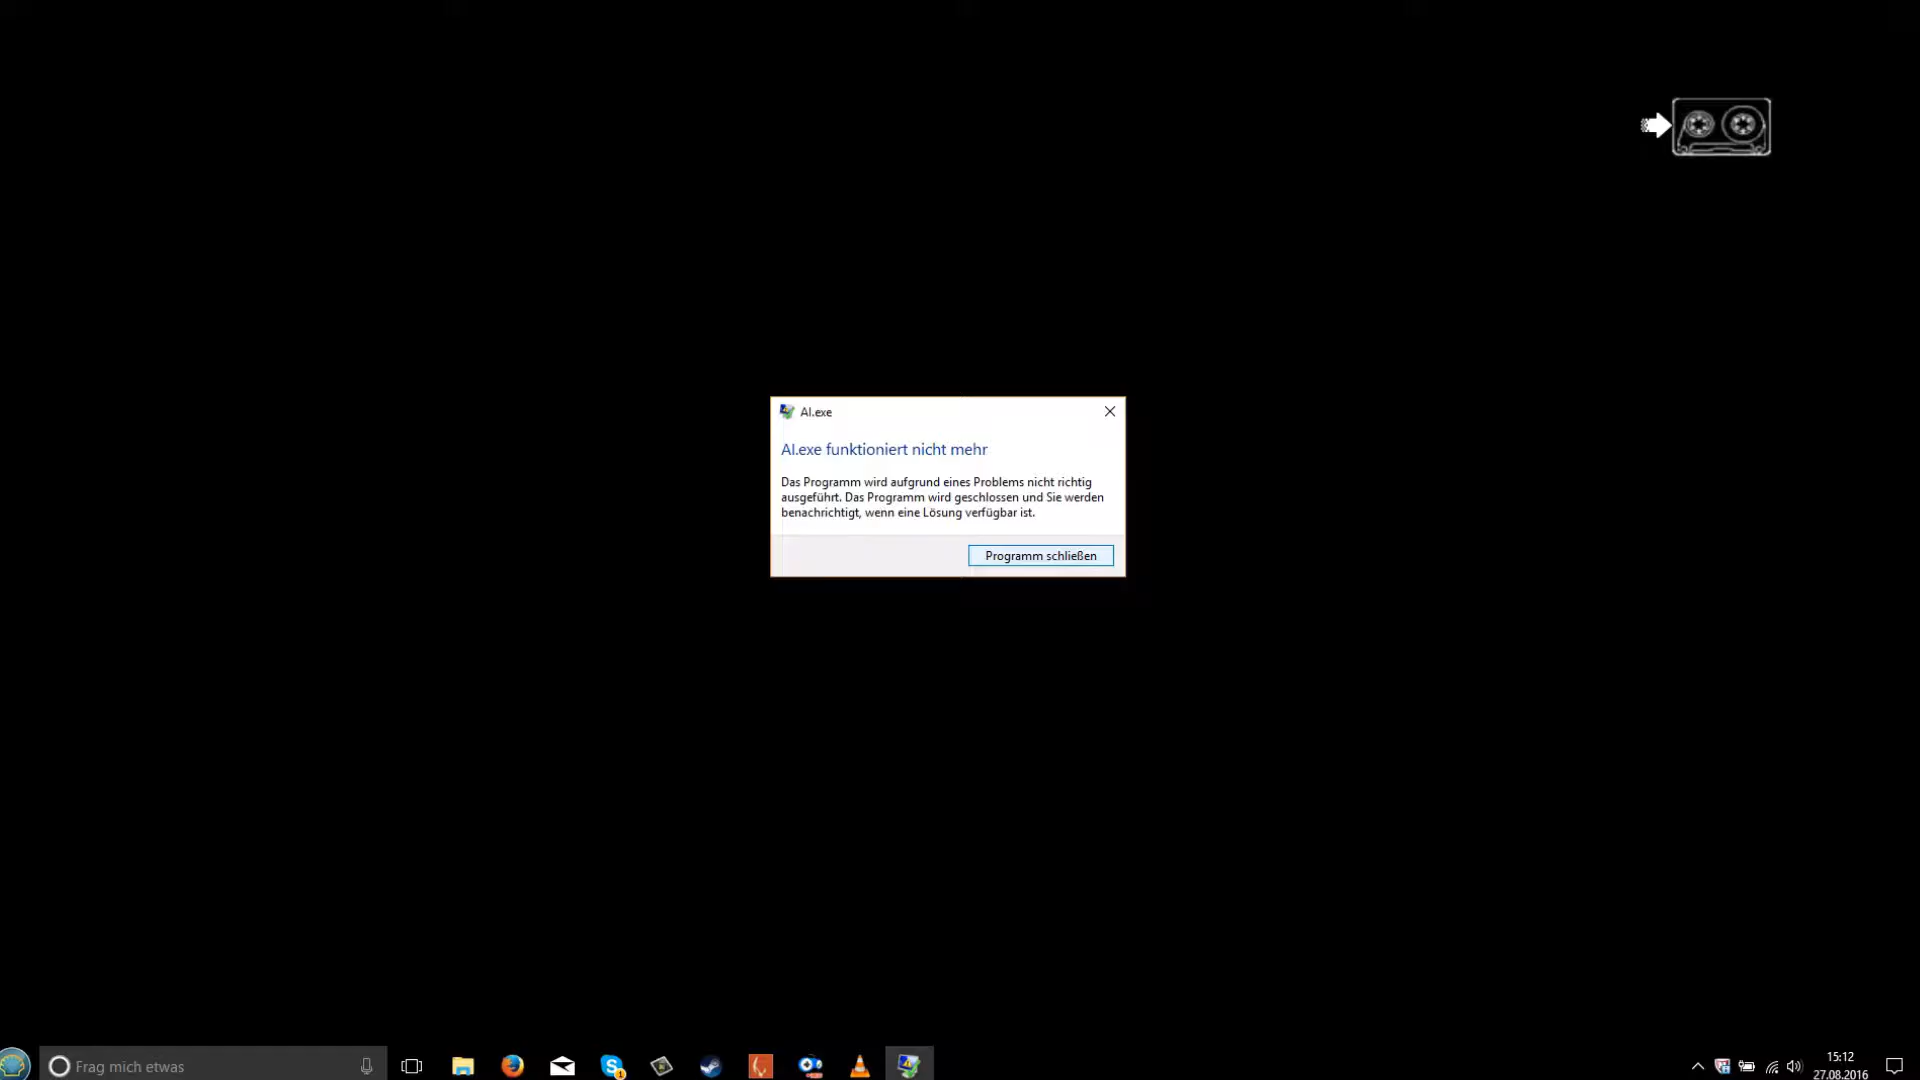 AI.exe
AI.exe funktioniert nicht mehr
Das Programm wird aufgrund eines Problems nicht richtig
ausgeführt. Das Programm wird geschlossen und Sie werden
benachrichtigt, wenn eine Lösung verfügbar ist.
Programm schließen
Frag mich etwas
1
15:12
27.08.2016